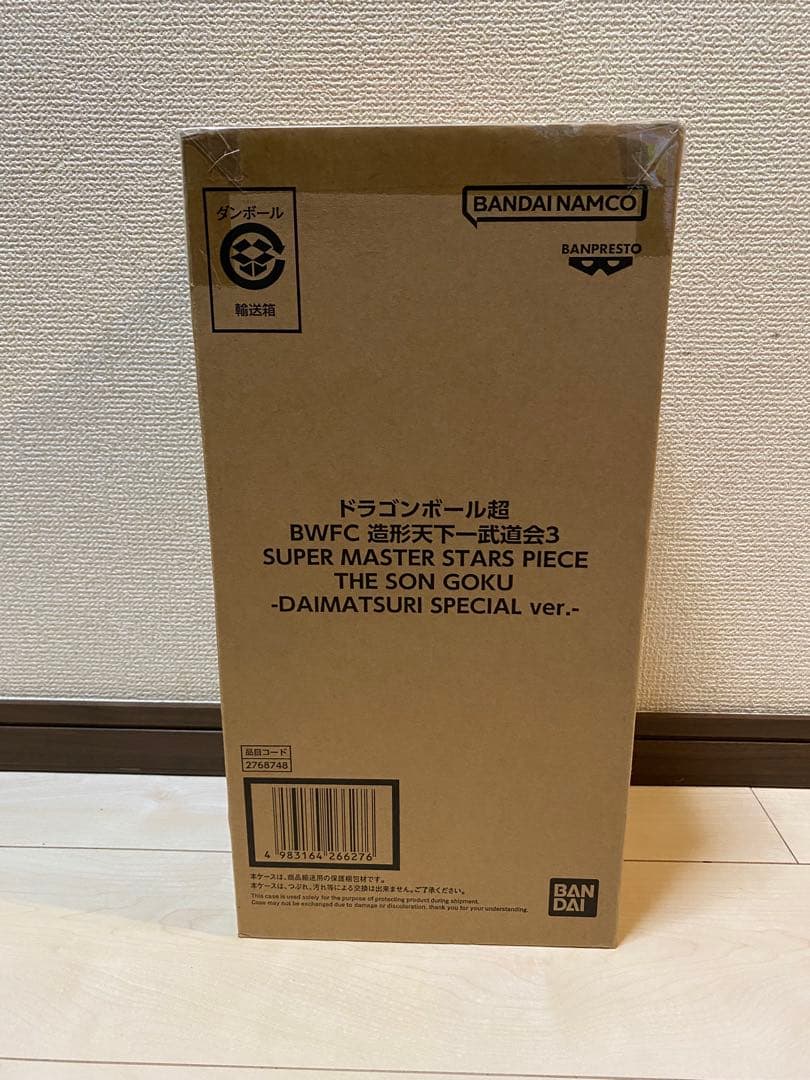 ダンボール
輸送箱
BANDAI NAMCO
BANPRESTO
ドラゴンボール超
BWFC 造形天下一武道会3
SUPER MASTER STARS PIECE
THE SON GOKU
-DAIMATSURI SPECIAL ver.-
品目コード
2768748
4 983164 266276
本ケースは、商品輸送用の保護梱包材です。
本ケースは、つぶれ、汚れ等による交換は出来ません。ご了承ください。
This case is used solely for the purpose of protecting product during shipment.
Case may not be exchanged due to damage or discoloration, thank you for your understanding.
BAN
DAI